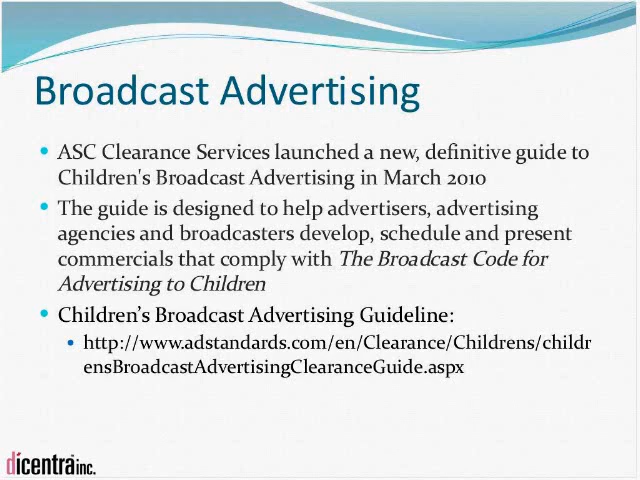 Broadcast Advertising
• ASC Clearance Services launched a new, definitive guide to
Children's Broadcast Advertising in March 2010
• The guide is designed to help advertisers, advertising
agencies and broadcasters develop, schedule and present
commercials that comply with The Broadcast Code for
Advertising to Children
• Children’s Broadcast Advertising Guideline:
• http://www.adstandards.com/en/Clearance/Childrens/childr
ensBroadcastAdvertisingClearanceGuide.aspx
dicentra inc.